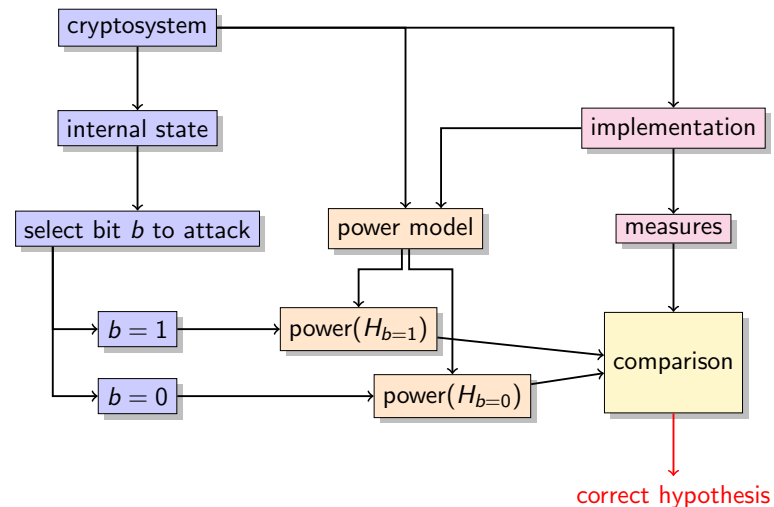 cryptosystem
internal state
implementation
select bit b to attack
power model
measures
b = 1
power(H_{b=1})
comparison
b = 0
power(H_{b=0})
correct hypothesis